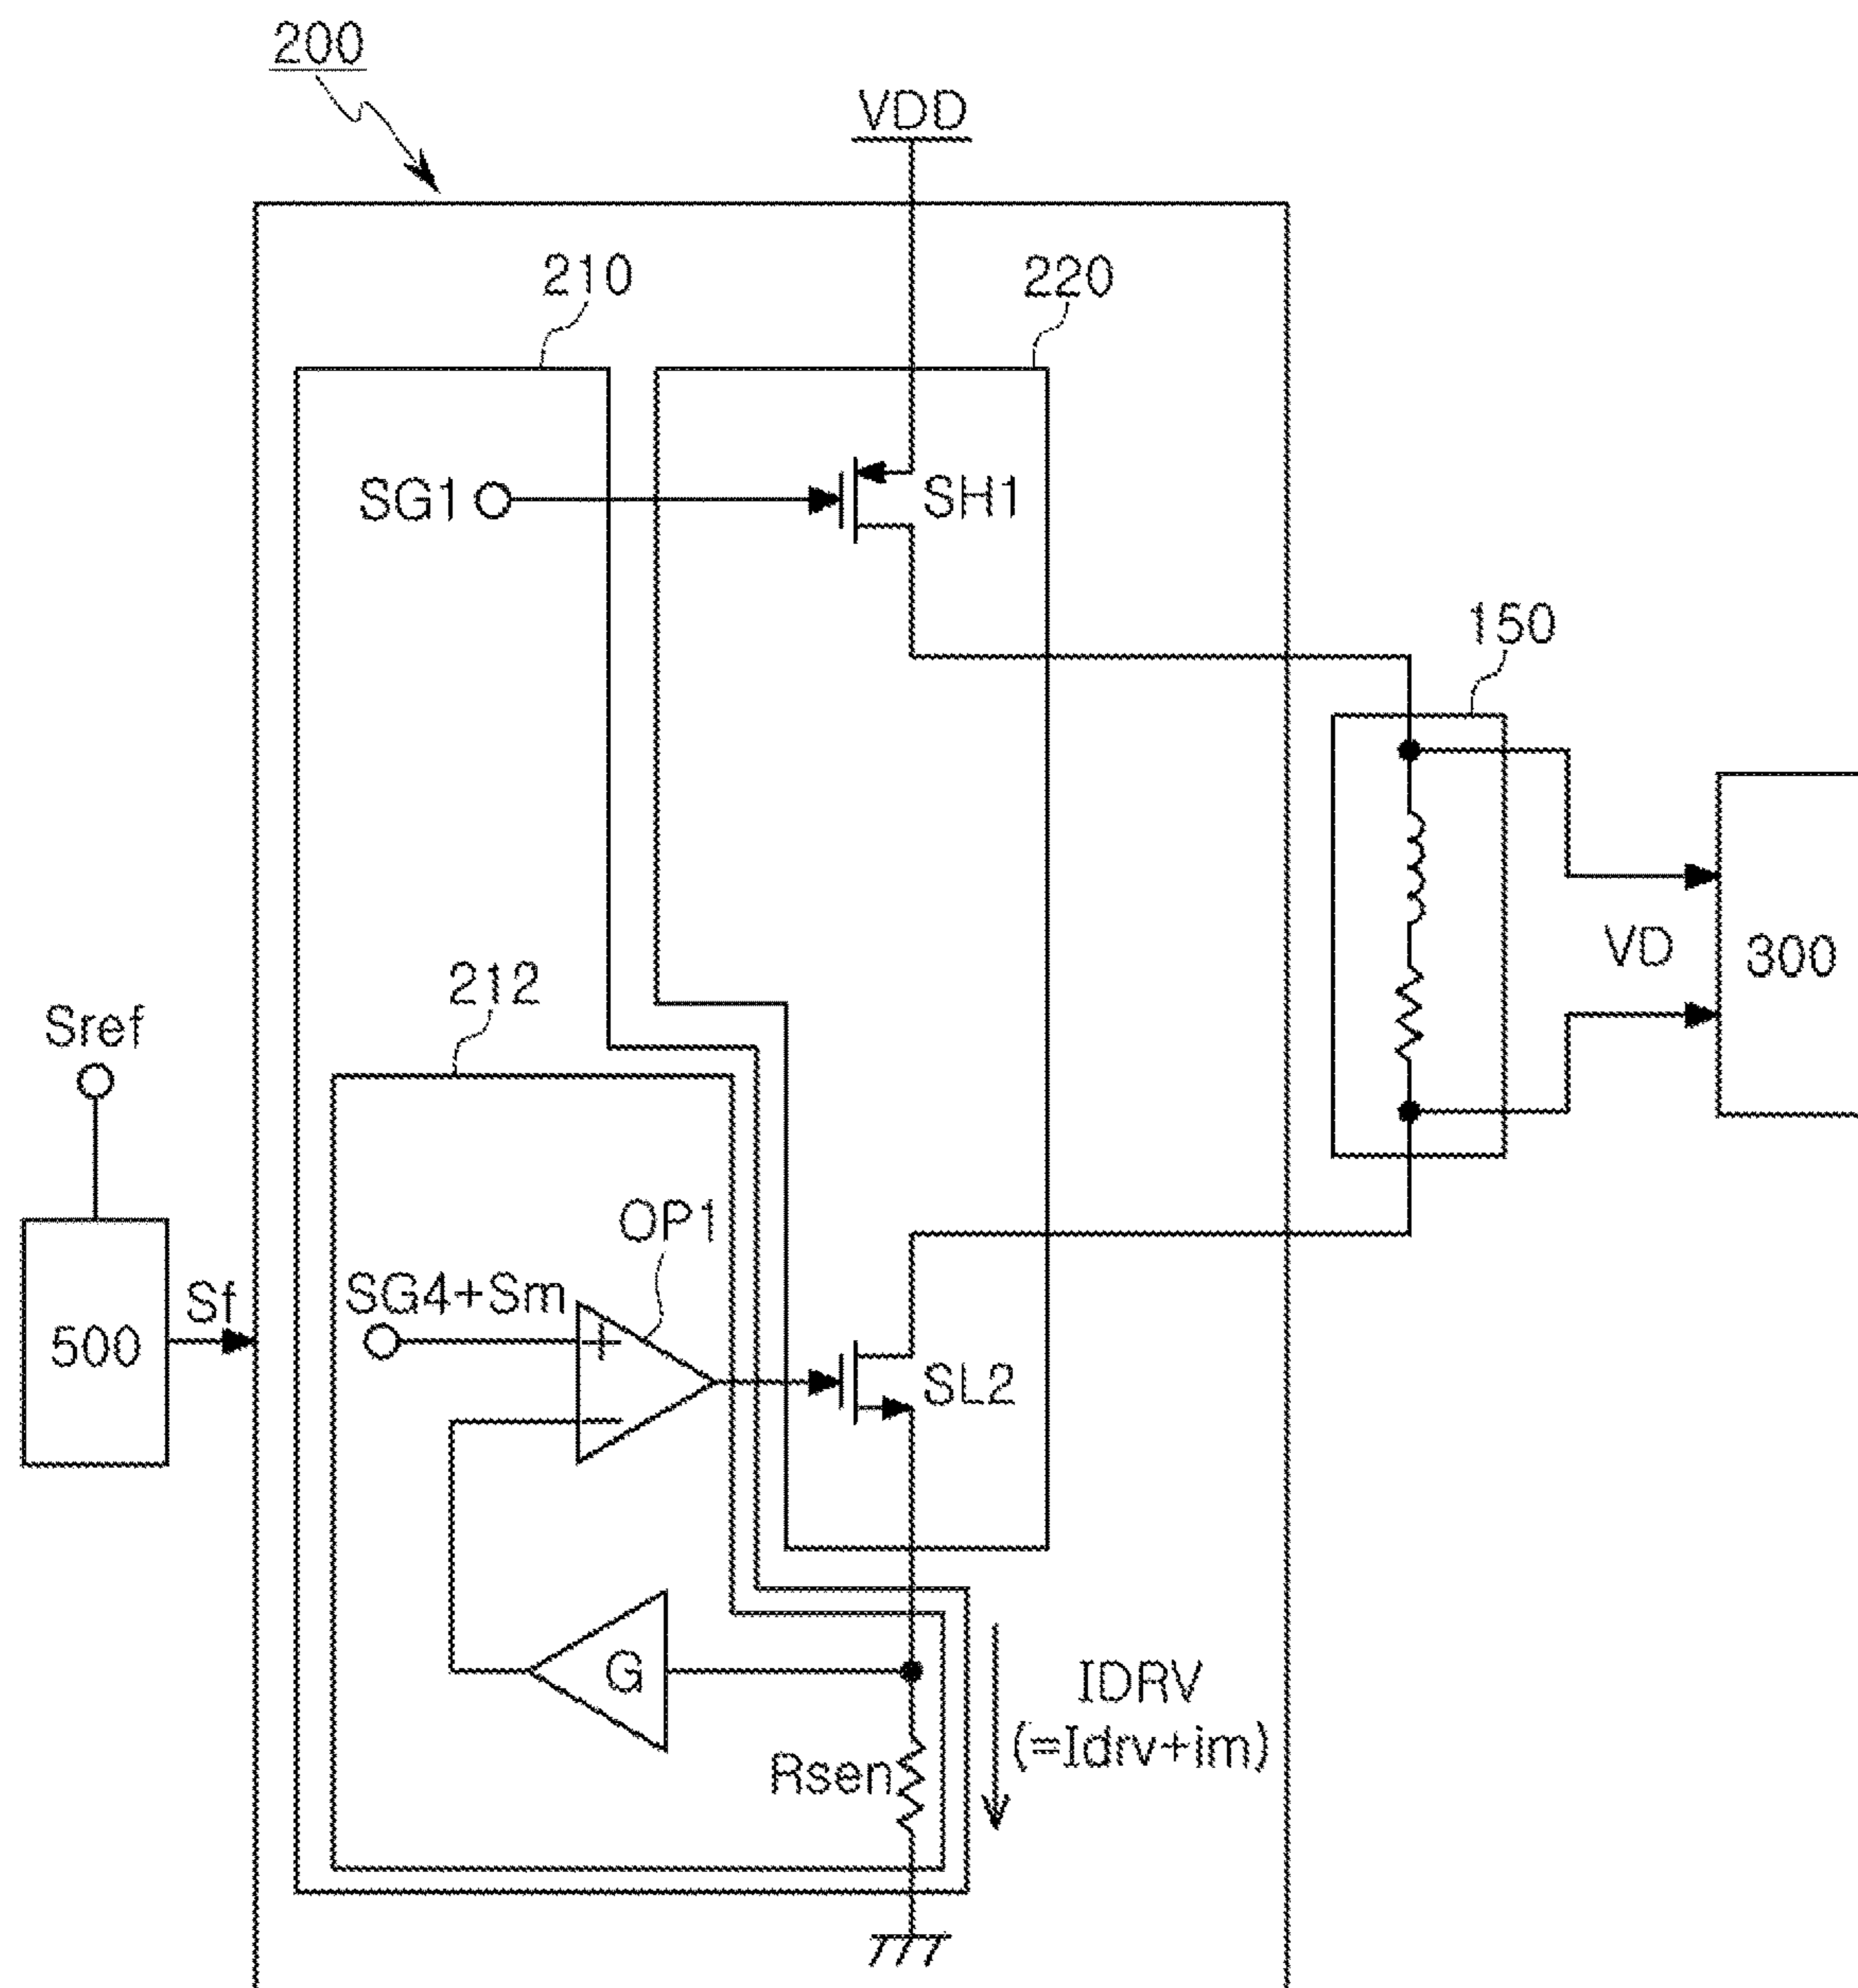 200
VDD
210
220
SG1
SH1
150
212
Sref
VD
300
OP1
SG4+Sm
Sf
500
+
SL2
−
G
IDRV
(=Idrv+im)
Rsen